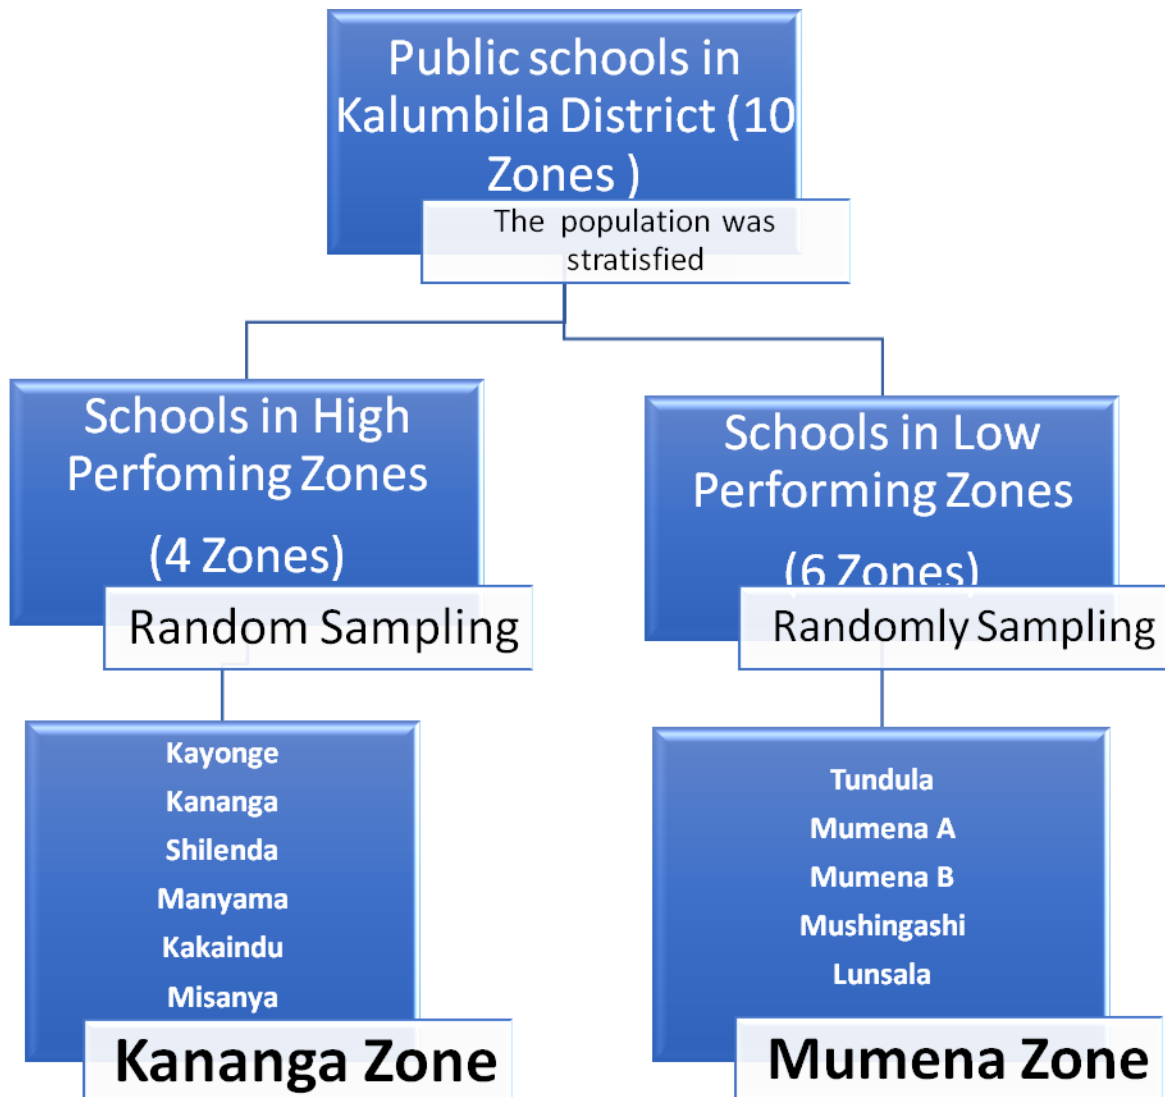 Public schools in
Kalumbila District (10
Zones )
The population was
stratisfied
Schools in High
Perfoming Zones
(4 Zones)
Random Sampling
Schools in Low
Performing Zones
(6 Zones)
Randomly Sampling
Kayonge
Kananga
Shilenda
Manyama
Kakaindu
Misanya
Kananga Zone
Tundula
Mumena A
Mumena B
Mushingashi
Lunsala
Mumena Zone